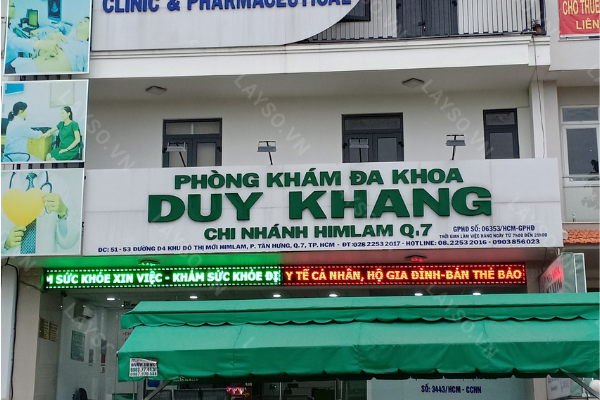 CLINIC & PHARMACEUTICAL
CHO THUÊ
LIÊN
PHÒNG KHÁM ĐA KHOA
DUY KHANG
CHI NHÁNH HIMLAM Q.7
GPHĐ SỐ: 06353/HCM-GPHĐ
ĐC: 51 - 53 ĐƯỜNG D4 KHU ĐÔ THỊ MỚI HIMLAM, P. TÂN HƯNG, Q.7, TP. HCM - ĐT: 028.2253 2017 - HOTLINE: 08.2253 2016 - 0903856023
M SỨC KHỎE XIN VIỆC - KHÁM SỨC KHỎE ĐỊ
Y TẾ CÁ NHÂN, HỘ GIA ĐÌNH-BẢN THẺ BẢO
SỐ: 3443/HCM - CCHN
LAYSO.VN